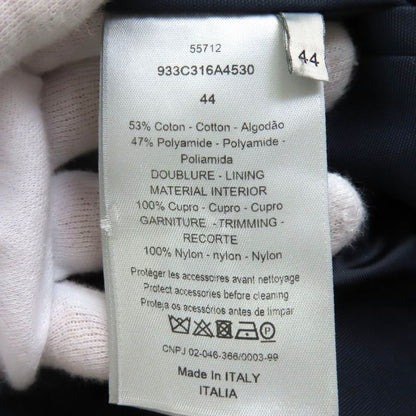 55712
933C316A4530
44
44
53% Coton - Cotton - Algodão
47% Polyamide - Polyamide -
Poliamida
DOUBLURE - LINING
MATERIAL INTERIOR
100% Cupro - Cupro - Cupro
GARNITURE - TRIMMING -
RECORTE
100% Nylon - nylon - Nylon
Protéger les accessoires avant nettoyage
Protect accessories before cleaning
Proteja os acessórios antes de limpar
CNPJ 02-046-366/0003-99
Made in ITALY
ITALIA